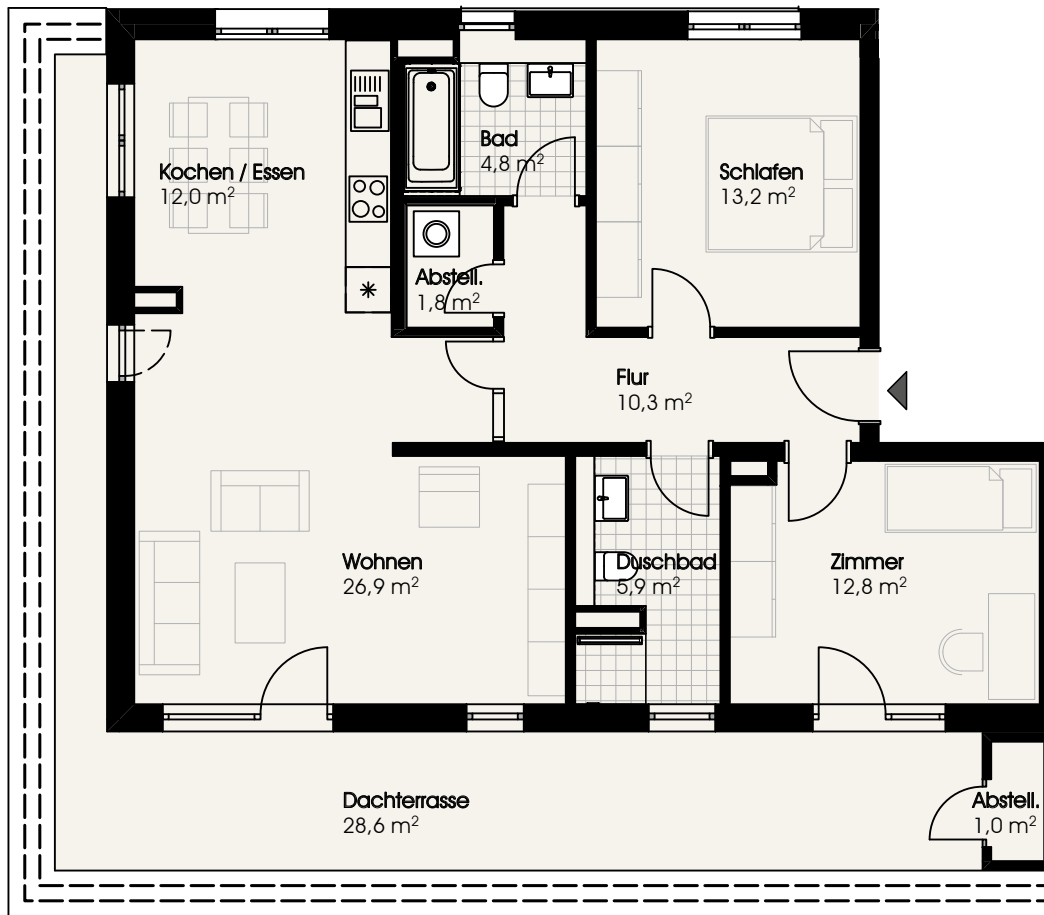 Kochen / Essen
12,0 m²
Bad
4,8 m²
Schlafen
13,2 m²
Abstell.
1,8 m²
Flur
10,3 m²
Wohnen
26,9 m²
Duschbad
5,9 m²
Zimmer
12,8 m²
Dachterrasse
28,6 m²
Abstell.
1,0 m²